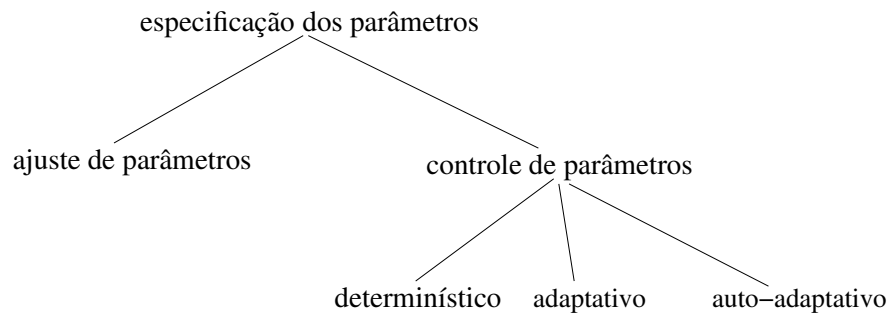 especificação dos parâmetros
ajuste de parâmetros
controle de parâmetros
determinístico adaptativo auto−adaptativo